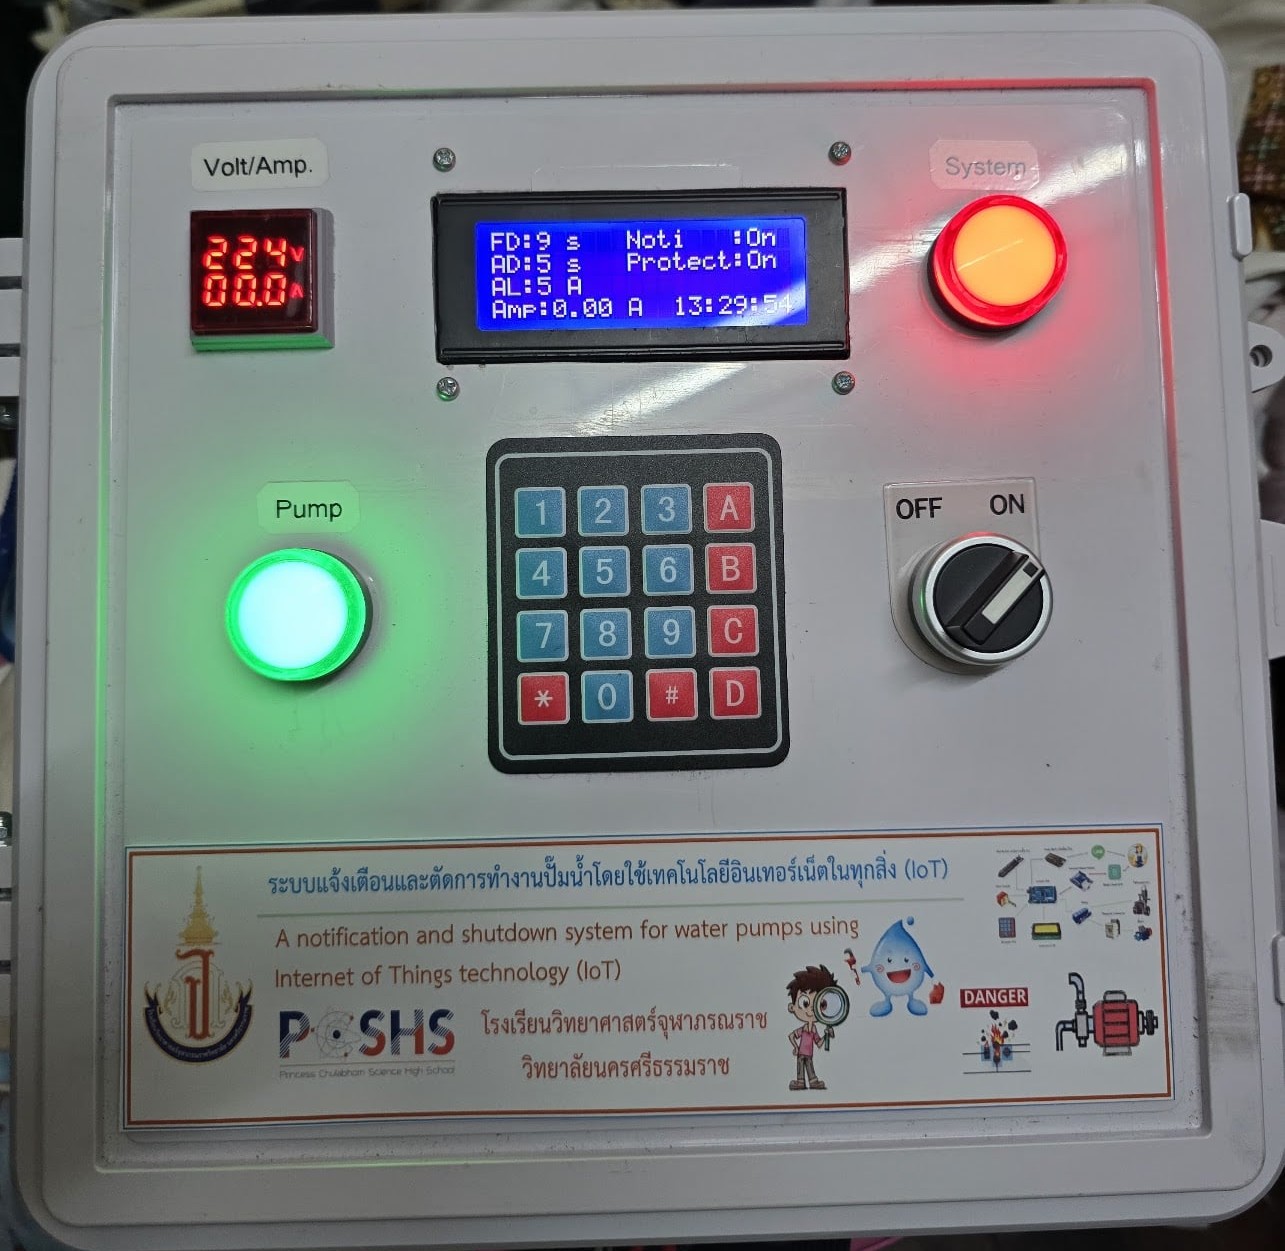 Volt/Amp.
224V
00.0A
FD:9 s Noti :On
AD:5 s Protect:On
AL:5 A
Amp:0.00 A 13:29:54
System
Pump
OFF ON
1 2 3 A
4 5 6 B
7 8 9 C
* 0 # D
ระบบแจ้งเตือนและตัดการทำงานปั๊มน้ำโดยใช้เทคโนโลยีอินเทอร์เน็ตในทุกสิ่ง (IoT)
A notification and shutdown system for water pumps using
Internet of Things technology (IoT)
PCSHS
Princess Chulabhorn Science High School
โรงเรียนวิทยาศาสตร์จุฬาภรณราช
วิทยาลัยนครศรีธรรมราช
DANGER